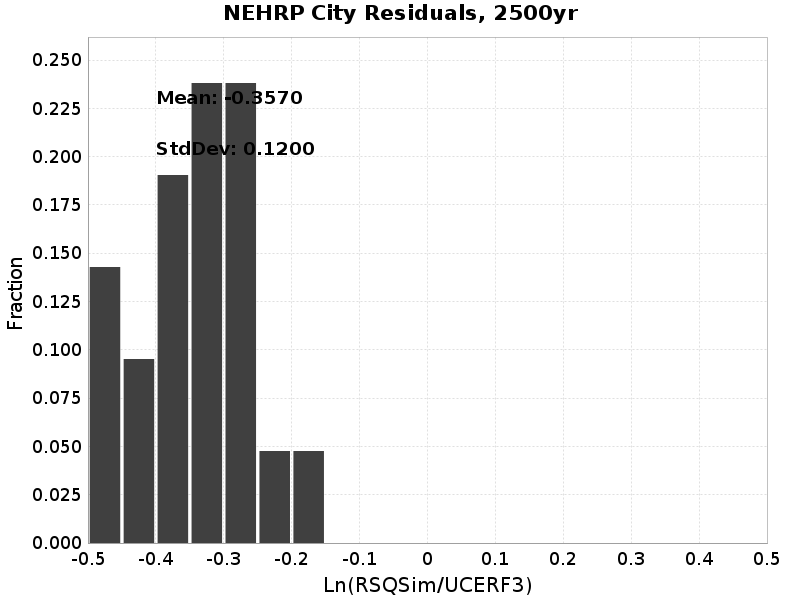 NEHRP City Residuals, 2500yr
0.250
0.225
0.200
0.175
0.150
0.125
0.100
0.075
0.050
0.025
0.000
Fraction
Mean: -0.3570
StdDev: 0.1200
-0.5 -0.4 -0.3 -0.2 -0.1 0 0.1 0.2 0.3 0.4 0.5
Ln(RSQSim/UCERF3)